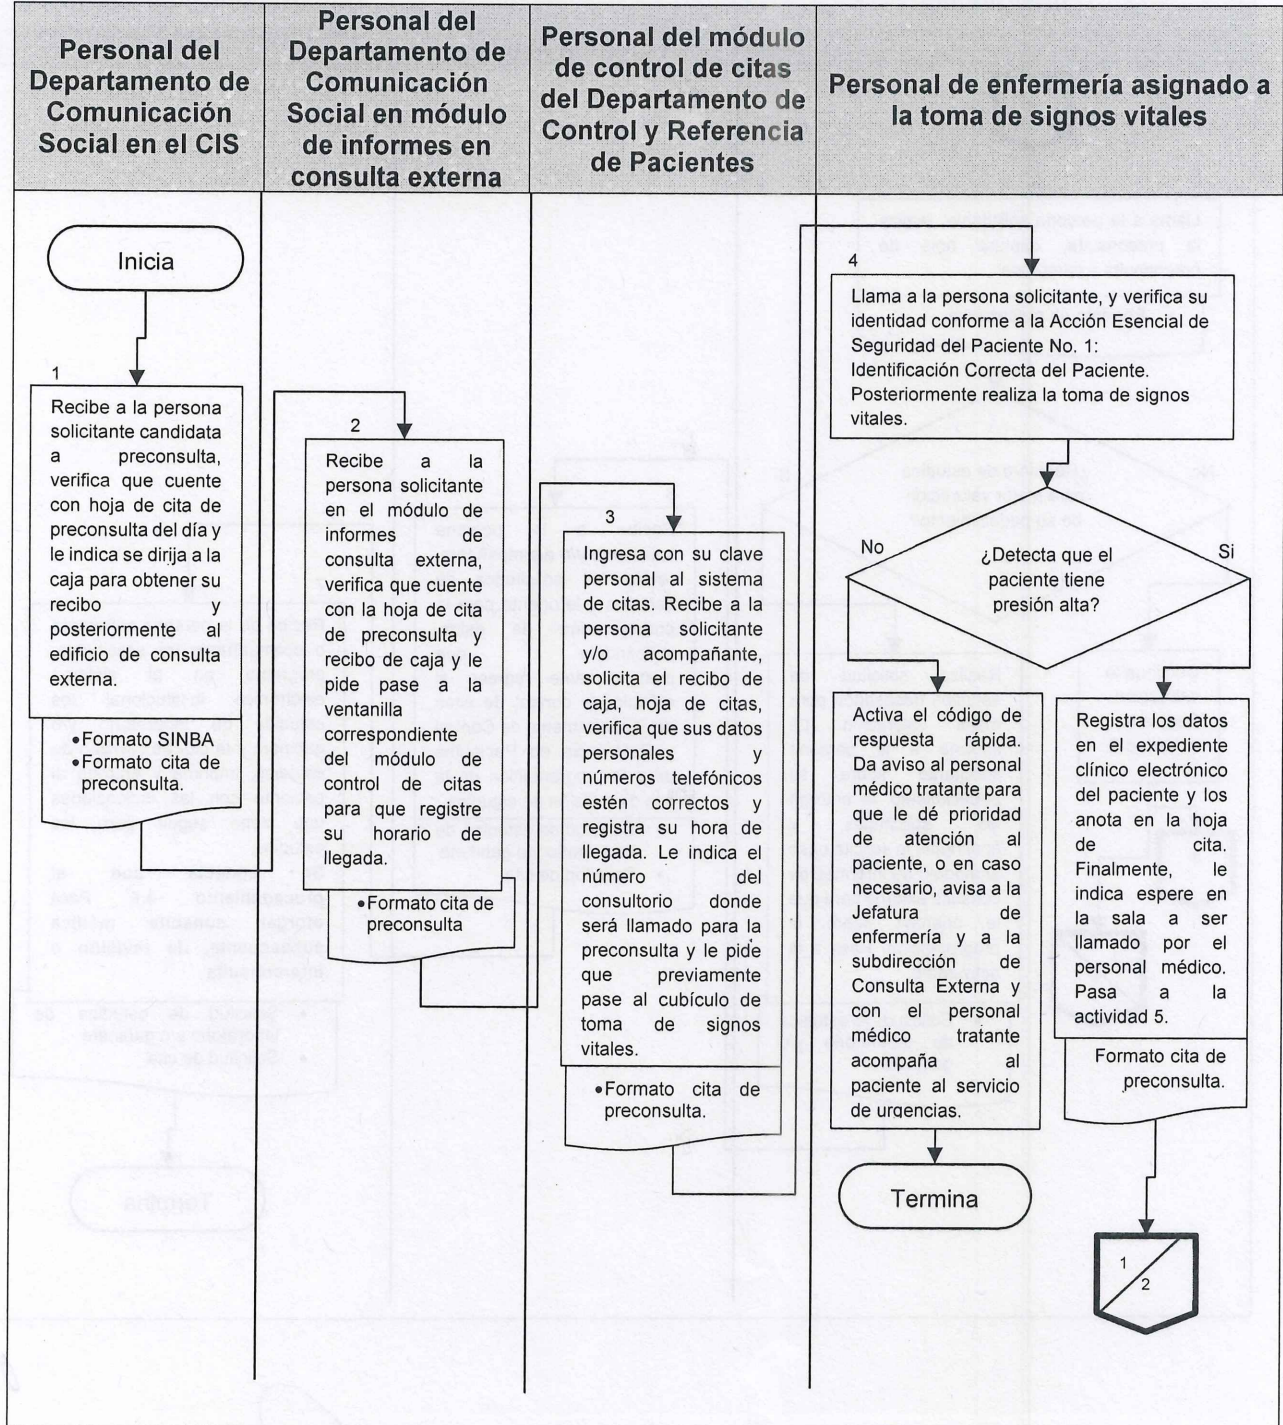 Personal del
Departamento de
Comunicación
Social en el CIS
Personal del
Departamento de
Comunicación
Social en módulo
de informes en
consulta externa
Personal del módulo
de control de citas
del Departamento de
Control y Referencia
de Pacientes
Personal de enfermería asignado a
la toma de signos vitales
Inicia
1
Recibe a la persona
solicitante candidata
a preconsulta,
verifica que cuente
con hoja de cita de
preconsulta del día y
le indica se dirija a la
caja para obtener su
recibo y
posteriormente al
edificio de consulta
externa.
•Formato SINBA
•Formato cita de
preconsulta.
2
Recibe a la
persona solicitante
en el módulo de
informes de
consulta externa,
verifica que cuente
con la hoja de cita
de preconsulta y
recibo de caja y le
pide pase a la
ventanilla
correspondiente
del módulo de
control de citas
para que registre
su horario de
llegada.
•Formato cita de
preconsulta
3
Ingresa con su clave
personal al sistema
de citas. Recibe a la
persona solicitante
y/o acompañante,
solicita el recibo de
caja, hoja de citas,
verifica que sus datos
personales y
números telefónicos
estén correctos y
registra su hora de
llegada. Le indica el
número del
consultorio donde
será llamado para la
preconsulta y le pide
que previamente
pase al cubículo de
toma de signos
vitales.
•Formato cita de
preconsulta.
4
Llama a la persona solicitante, y verifica su
identidad conforme a la Acción Esencial de
Seguridad del Paciente No. 1:
Identificación Correcta del Paciente.
Posteriormente realiza la toma de signos
vitales.
No
¿Detecta que el
paciente tiene
presión alta?
Si
Activa el código de
respuesta rápida.
Da aviso al personal
médico tratante para
que le dé prioridad
de atención al
paciente, o en caso
necesario, avisa a la
Jefatura de
enfermería y a la
subdirección de
Consulta Externa y
con el personal
médico tratante
acompaña al
paciente al servicio
de urgencias.
Termina
Registra los datos
en el expediente
clínico electrónico
del paciente y los
anota en la hoja
de cita.
Finalmente, le
indica espere en
la sala a ser
llamado por el
personal médico.
Pasa a la
actividad 5.
Formato cita de
preconsulta.
1
2